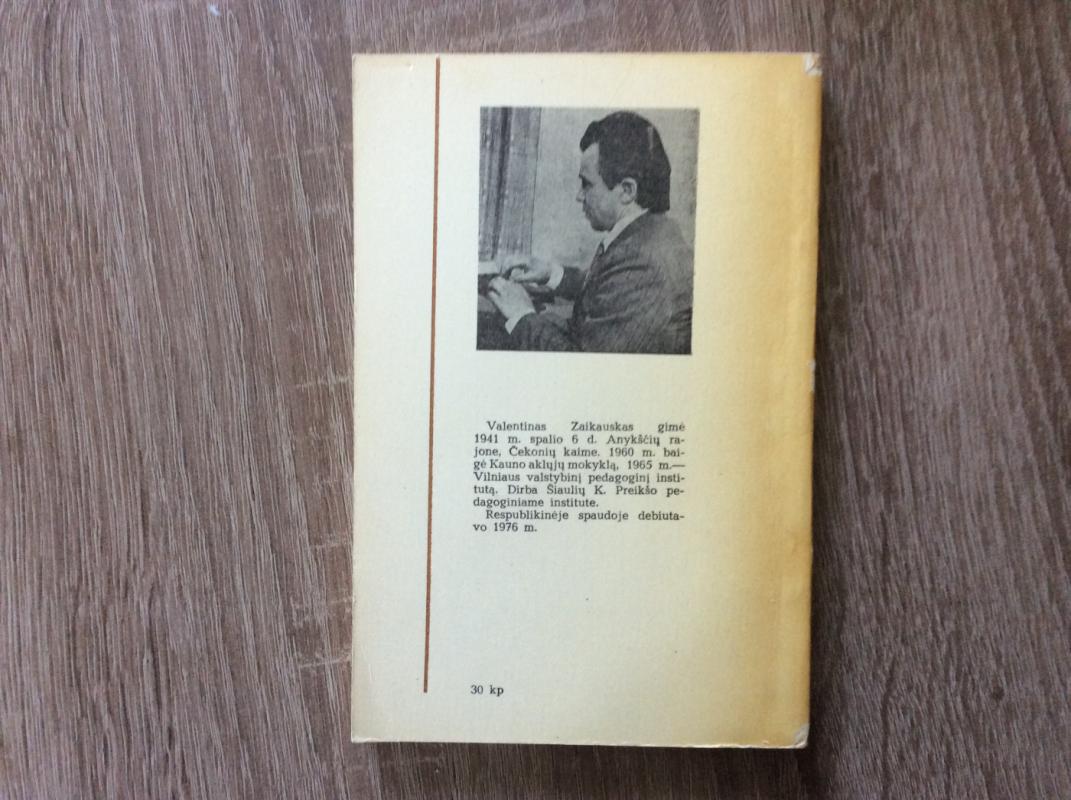 Valentinas Zaikauskas gimė
1941 m. spalio 6 d. Anykščių ra-
jone, Čekonių kaime. 1960 m. bai-
gė Kauno aklųjų mokyklą, 1965 m.—
Vilniaus valstybinį pedagoginį insti-
tutą. Dirba Šiaulių K. Preikšo pe-
dagoginiame institute.
Respublikinėje spaudoje debiuta-
vo 1976 m.
30 kp